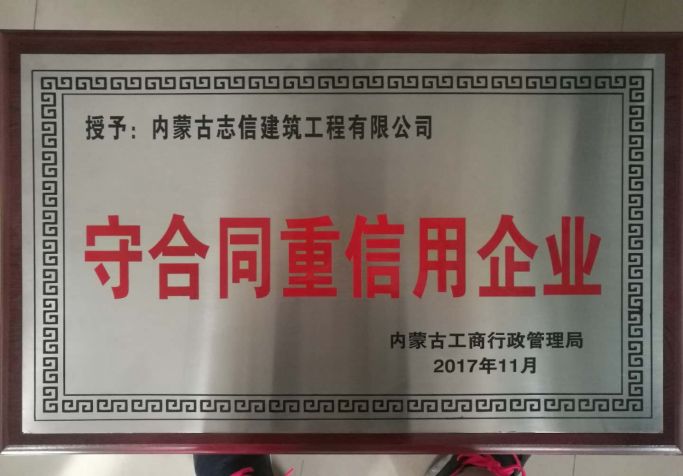 授予：内蒙古志信建筑工程有限公司
守合同重信用企业
内蒙古工商行政管理局
2017年11月